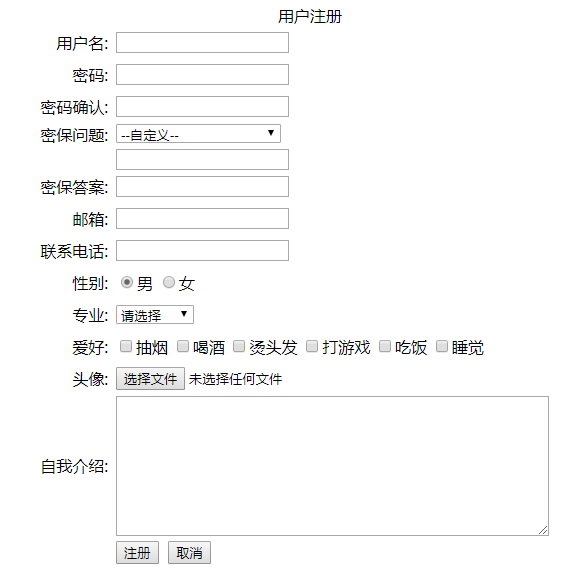 用户注册
用户名:
密码:
密码确认:
密保问题: --自定义--
密保答案:
邮箱:
联系电话:
性别: 男 女
专业: 请选择
爱好: 抽烟 喝酒 烫头发 打游戏 吃饭 睡觉
头像: 选择文件 未选择任何文件
自我介绍:
注册 取消